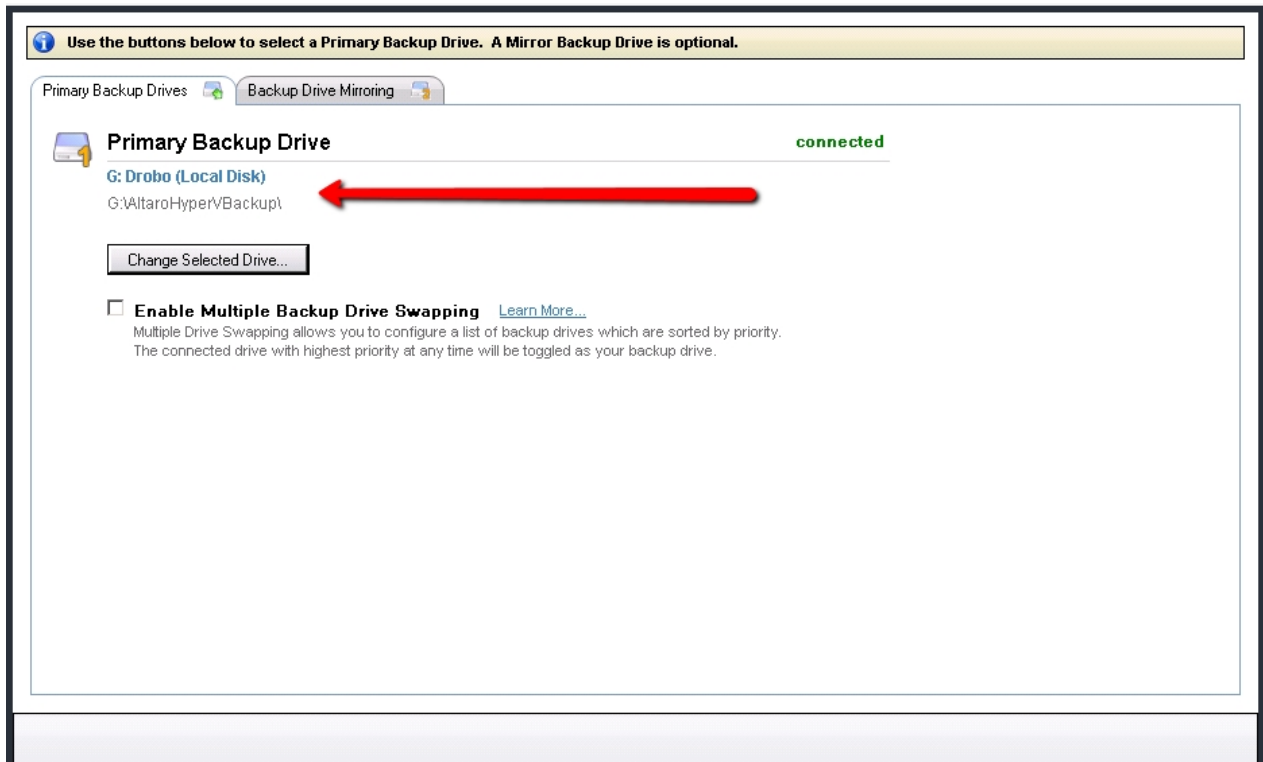 Use the buttons below to select a Primary Backup Drive. A Mirror Backup Drive is optional.
Primary Backup Drives
Backup Drive Mirroring
Primary Backup Drive
connected
G: Drobo (Local Disk)
G:\AltaroHyperVBackup\
Change Selected Drive...
Enable Multiple Backup Drive Swapping Learn More...
Multiple Drive Swapping allows you to configure a list of backup drives which are sorted by priority.
The connected drive with highest priority at any time will be toggled as your backup drive.